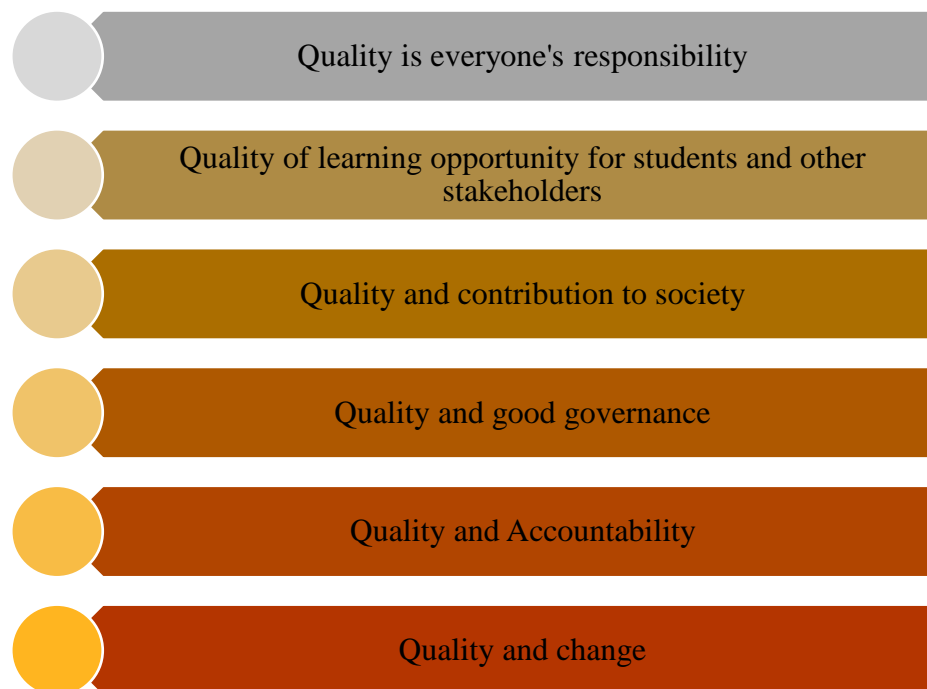 Quality is everyone's responsibility
Quality of learning opportunity for students and other
stakeholders
Quality and contribution to society
Quality and good governance
Quality and Accountability
Quality and change